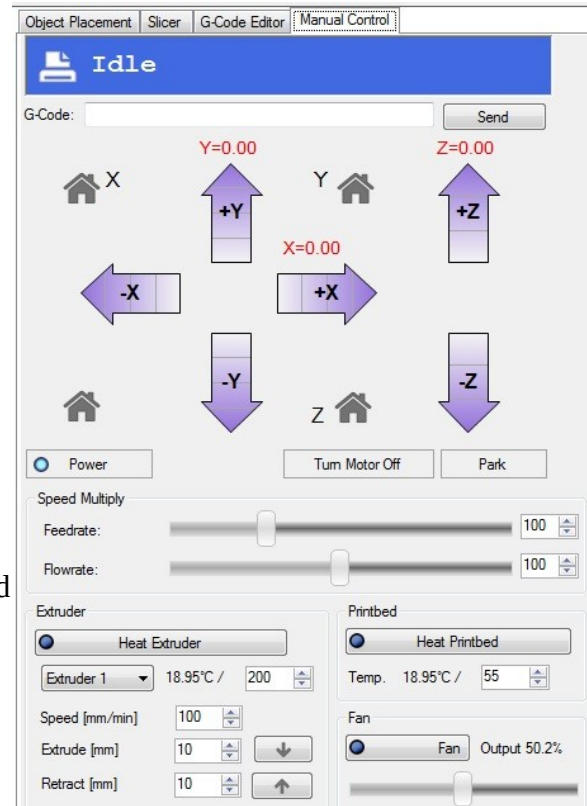 Object Placement Slicer G-Code Editor Manual Control
Idle
G-Code: Send
Y=0.00 Z=0.00
X Y
+Y +Z
X=0.00
-X +X
-Y -Z
Z
Power Turn Motor Off Park
Speed Multiply
Feedrate: 100
Flowrate: 100
d
Extruder
Heat Extruder
Extruder 1 18.95°C / 200
Speed [mm/min] 100
Extrude [mm] 10
Retract [mm] 10
Printbed
Heat Printbed
Temp. 18.95°C / 55
Fan
Fan Output 50.2%